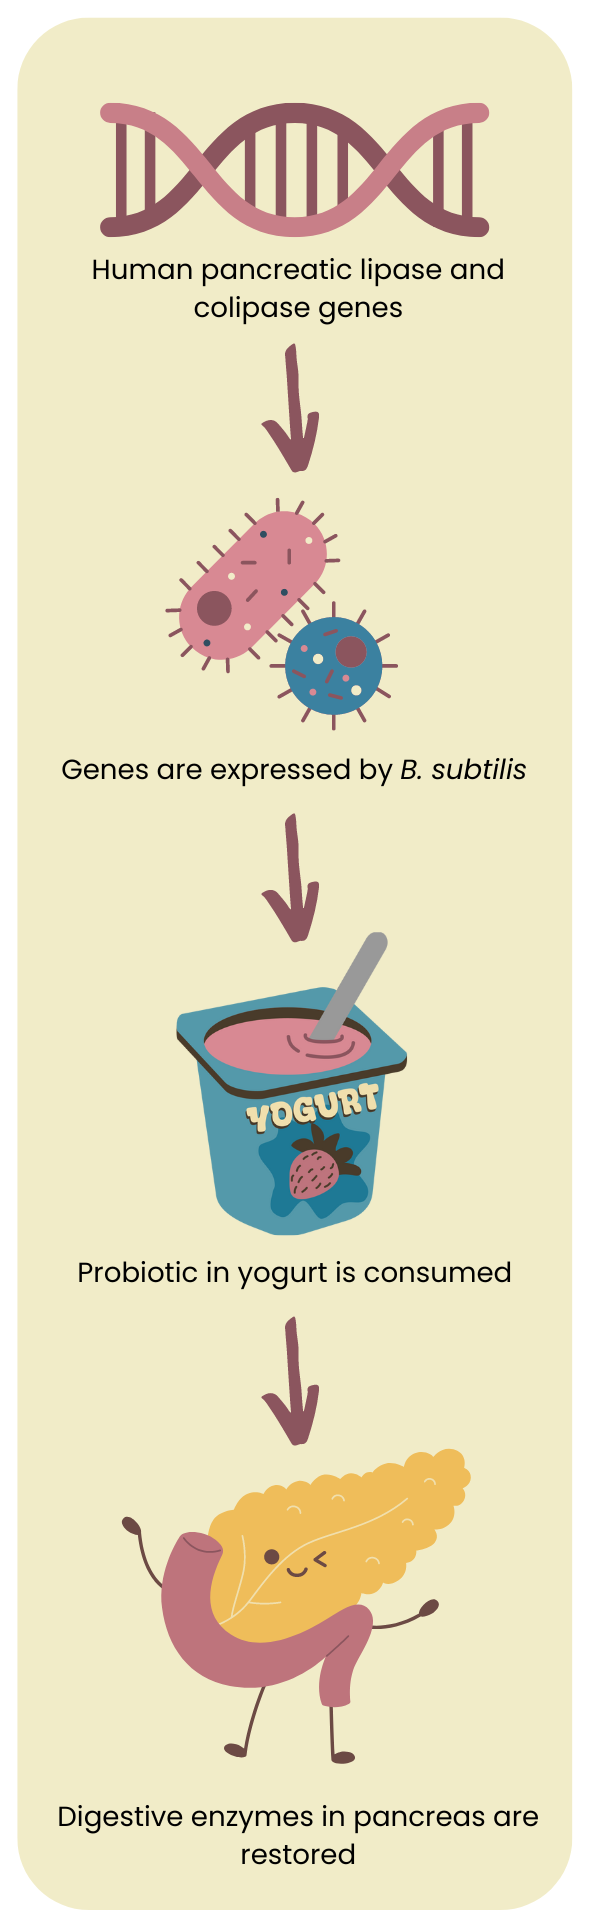 Human pancreatic lipase and
colipase genes
Genes are expressed by B. subtilis
YOGURT
Probiotic in yogurt is consumed
Digestive enzymes in pancreas are
restored